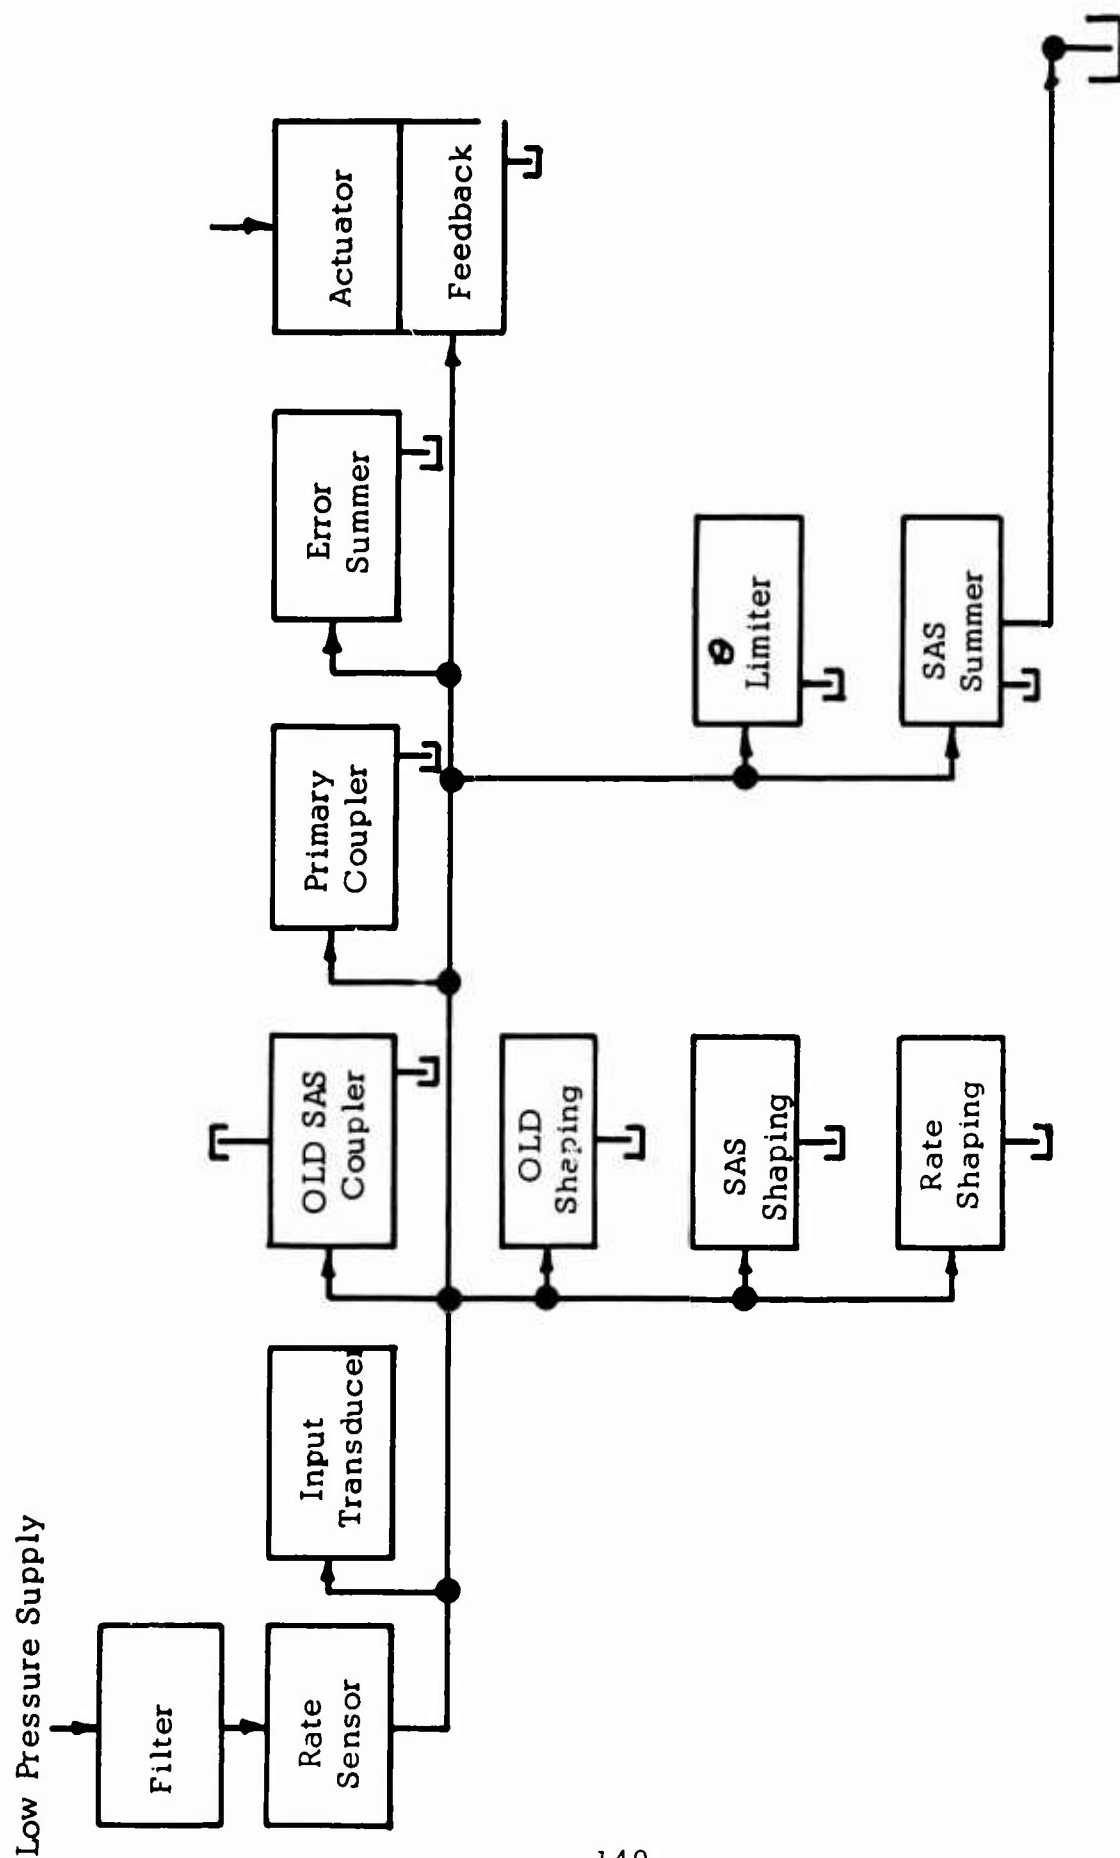 Low Pressure Supply
Filter
Rate
Sensor
Input
Transducer
OLD SAS
Coupler
OLD
Shaping
SAS
Shaping
Rate
Shaping
Primary
Coupler
Error
Summer
θ
Limiter
SAS
Summer
Actuator
Feedback